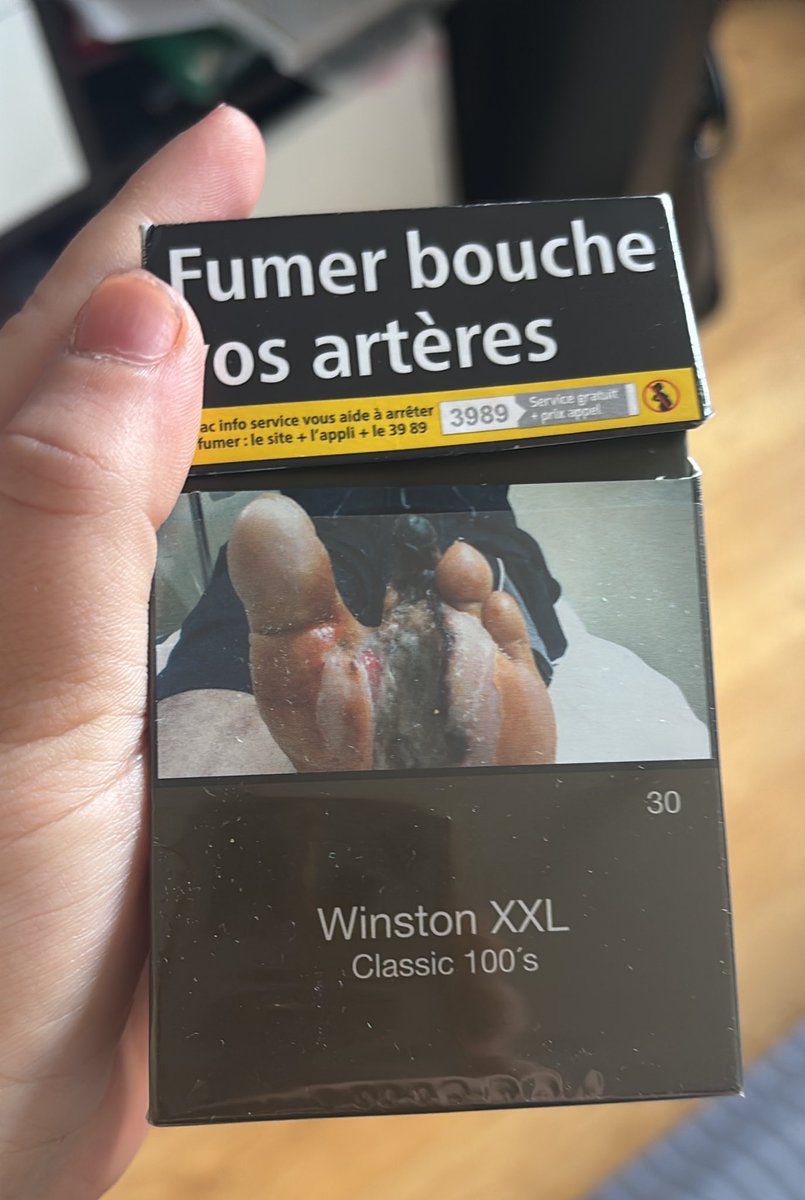 Fumer bouche
vos artères
ac info service vous aide à arrêter
fumer : le site + l'appli + le 39 89
3989
Service gratuit
+ prix appel
30
Winston XXL
Classic 100´s